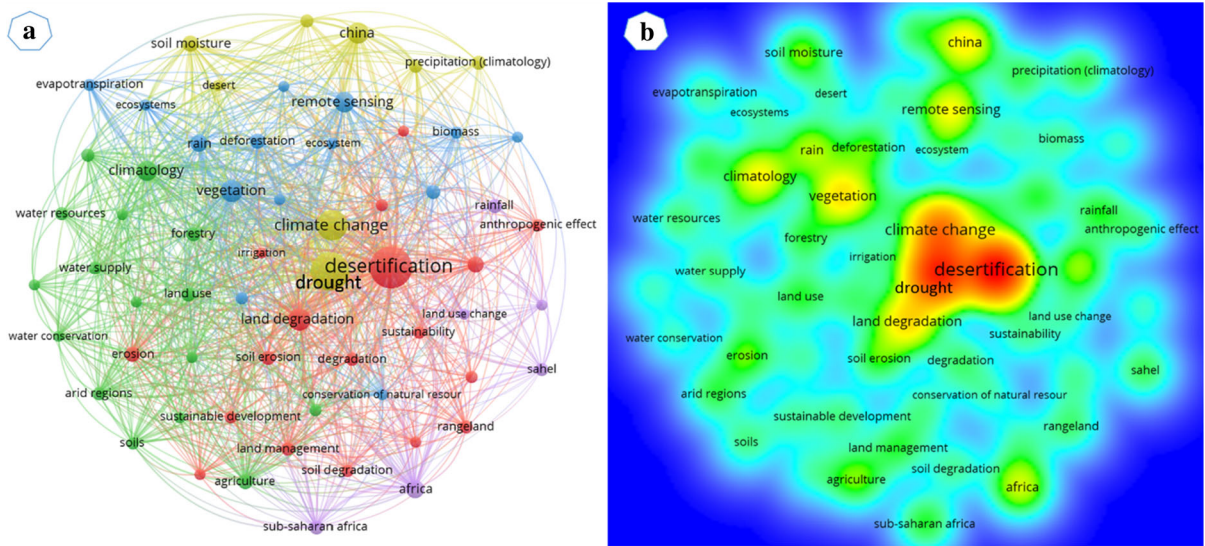 a
china
soil moisture
precipitation (climatology)
evapotranspiration
desert
ecosystems
remote sensing
rain
deforestation
ecosystem
biomass
climatology
vegetation
rainfall
water resources
climate change
anthropogenic effect
forestry
irrigation
desertification
water supply
drought
land use
land use change
land degradation
sustainability
water conservation
erosion
soil erosion
degradation
sahel
arid regions
conservation of natural resour
sustainable development
rangeland
soils
land management
soil degradation
agriculture
africa
sub-saharan africa
b
china
soil moisture
precipitation (climatology)
evapotranspiration
desert
ecosystems
remote sensing
biomass
rain
deforestation
ecosystem
climatology
vegetation
rainfall
water resources
climate change
anthropogenic effect
forestry
irrigation
desertification
water supply
drought
land use
land use change
land degradation
sustainability
water conservation
erosion
soil erosion
degradation
sahel
arid regions
conservation of natural resour
sustainable development
rangeland
soils
land management
soil degradation
agriculture
africa
sub-saharan africa